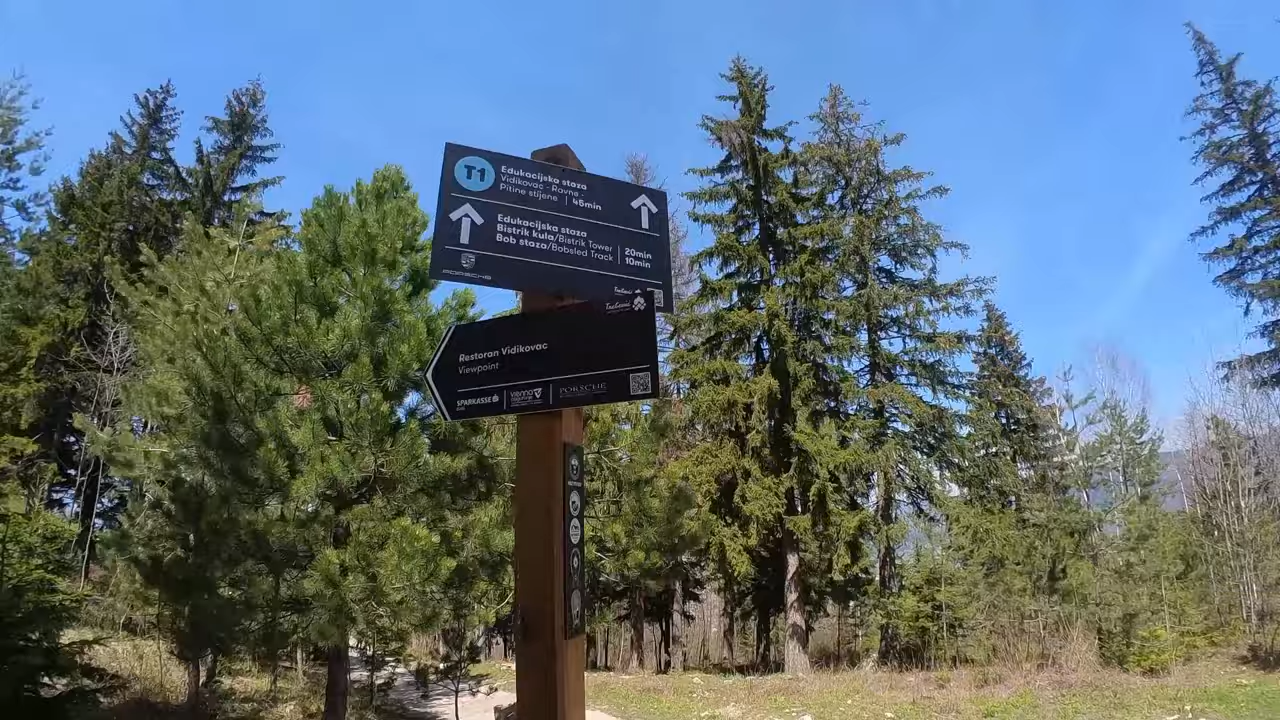 T1
Edukacijska staza
Vidikovac - Ravne -
Pitine stijene | 45min
Edukacijska staza
Bistrik kula/Bistrik Tower | 20min
Bob staza/Bobsled Track | 10min
PORSCHE
Trebević
Restoran Vidikovac
Viewpoint
SPARKASSE
PORSCHE